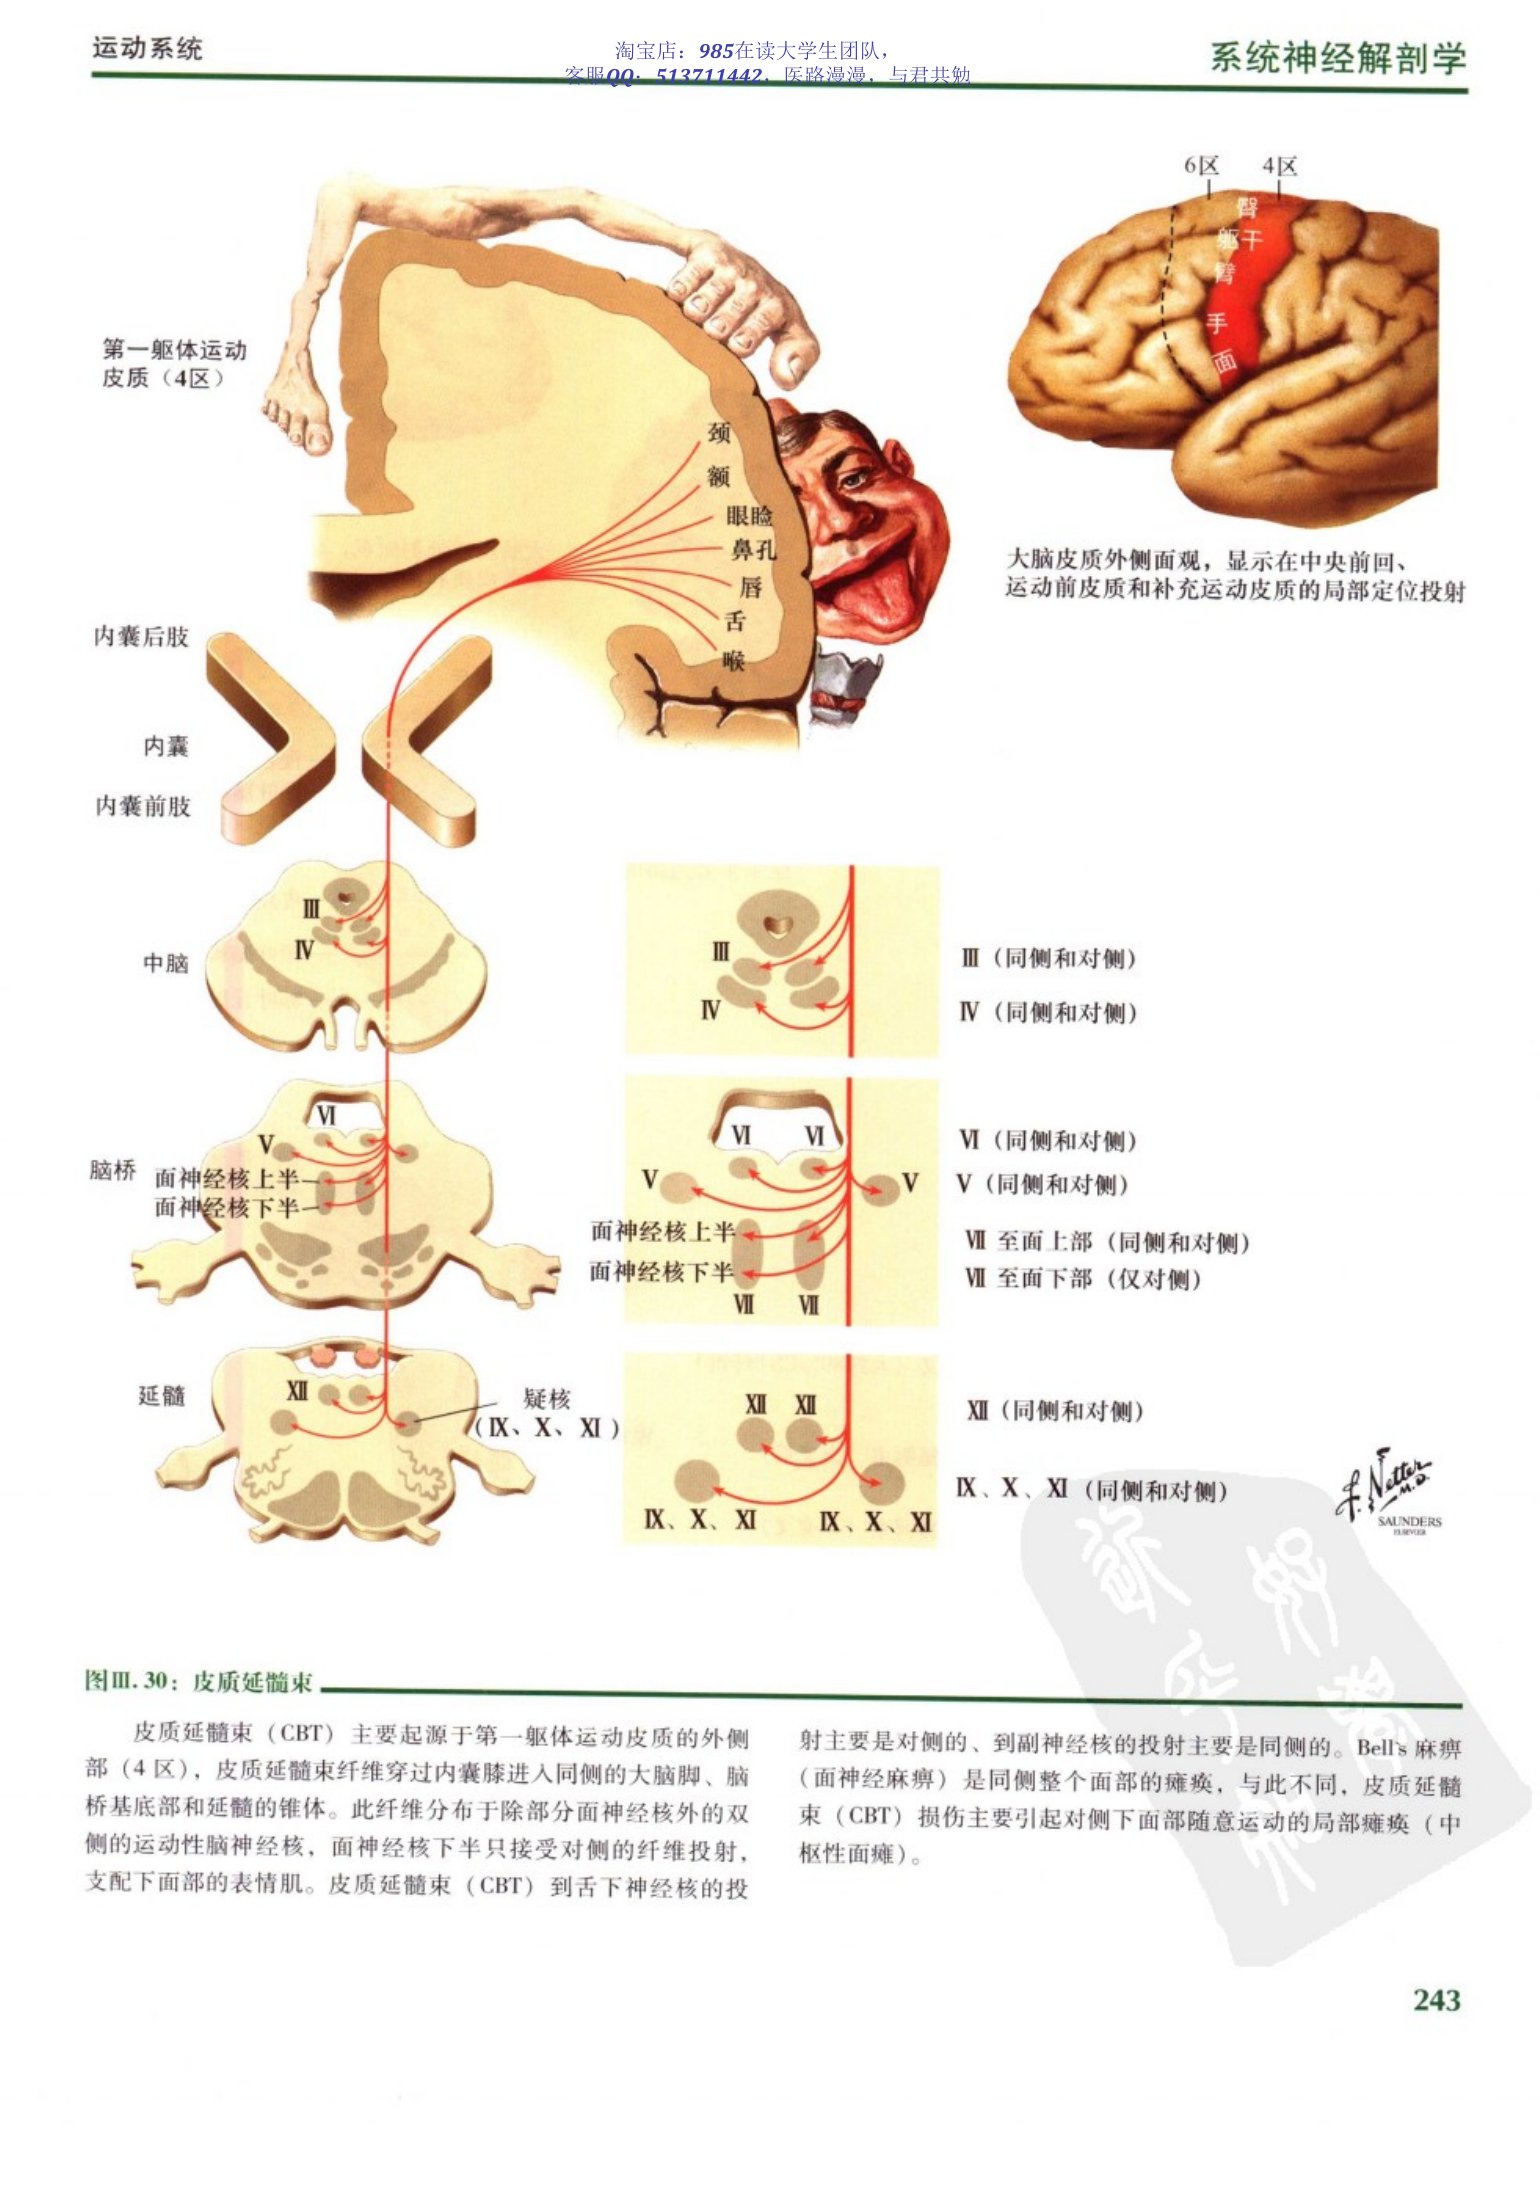 运动系统
淘宝店：985在读大学生团队，
客服QQ：513711442，医路漫漫，与君共勉
系统神经解剖学
6区 4区
臀
躯干
臂
手
面
第一躯体运动
皮质（4区）
颈
额
眼睑
鼻孔
唇
舌
喉
大脑皮质外侧面观，显示在中央前回、
运动前皮质和补充运动皮质的局部定位投射
内囊后肢
内囊
内囊前肢
中脑
Ⅲ
Ⅳ
Ⅲ
Ⅳ
Ⅲ（同侧和对侧）
Ⅳ（同侧和对侧）
脑桥
Ⅵ
Ⅴ
面神经核上半
面神经核下半
Ⅵ Ⅵ
Ⅴ Ⅴ
面神经核上半
面神经核下半
Ⅶ Ⅶ
Ⅵ（同侧和对侧）
Ⅴ（同侧和对侧）
Ⅶ 至面上部（同侧和对侧）
Ⅶ 至面下部（仅对侧）
延髓
Ⅻ
疑核
（Ⅸ、Ⅹ、Ⅺ）
Ⅻ Ⅻ
Ⅸ、Ⅹ、Ⅺ Ⅸ、Ⅹ、Ⅺ
Ⅻ（同侧和对侧）
Ⅸ、Ⅹ、Ⅺ（同侧和对侧）
F. Netter M.D.
SAUNDERS
ELSEVIER
图Ⅲ.30：皮质延髓束
皮质延髓束（CBT）主要起源于第一躯体运动皮质的外侧
部（4区），皮质延髓束纤维穿过内囊膝进入同侧的大脑脚、脑
桥基底部和延髓的锥体。此纤维分布于除部分面神经核外的双
侧的运动性脑神经核，面神经核下半只接受对侧的纤维投射，
支配下面部的表情肌。皮质延髓束（CBT）到舌下神经核的投
射主要是对侧的、到副神经核的投射主要是同侧的。Bell's 麻痹
（面神经麻痹）是同侧整个面部的瘫痪，与此不同，皮质延髓
束（CBT）损伤主要引起对侧下面部随意运动的局部瘫痪（中
枢性面瘫）。
243